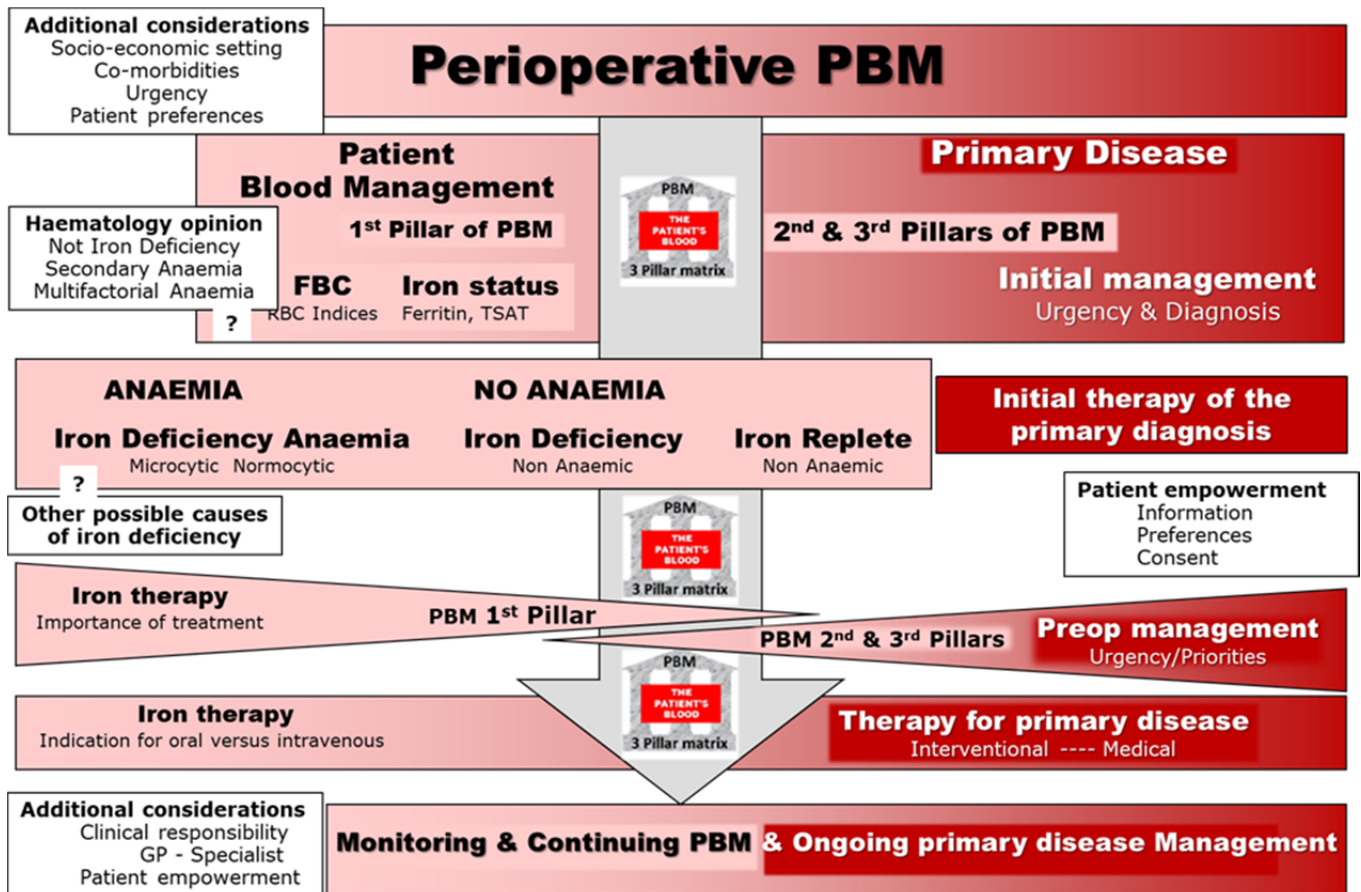 Additional considerations
Socio-economic setting
Co-morbidities
Urgency
Patient preferences
Perioperative PBM
Patient
Blood Management
1st Pillar of PBM
PBM
THE
PATIENT'S
BLOOD
3 Pillar matrix
Primary Disease
2nd & 3rd Pillars of PBM
Initial management
Urgency & Diagnosis
Haematology opinion
Not Iron Deficiency
Secondary Anaemia
Multifactorial Anaemia
?
FBC
RBC Indices
Iron status
Ferritin, TSAT
ANAEMIA
NO ANAEMIA
Iron Deficiency Anaemia
Microcytic Normocytic
Iron Deficiency
Non Anaemic
Iron Replete
Non Anaemic
Initial therapy of the
primary diagnosis
?
Other possible causes
of iron deficiency
PBM
THE
PATIENT'S
BLOOD
3 Pillar matrix
Patient empowerment
Information
Preferences
Consent
Iron therapy
Importance of treatment
PBM 1st Pillar
PBM 2nd & 3rd Pillars
Preop management
Urgency/Priorities
PBM
THE
PATIENT'S
BLOOD
3 Pillar matrix
Iron therapy
Indication for oral versus intravenous
Therapy for primary disease
Interventional ---- Medical
Additional considerations
Clinical responsibility
GP - Specialist
Patient empowerment
Monitoring & Continuing PBM & Ongoing primary disease Management